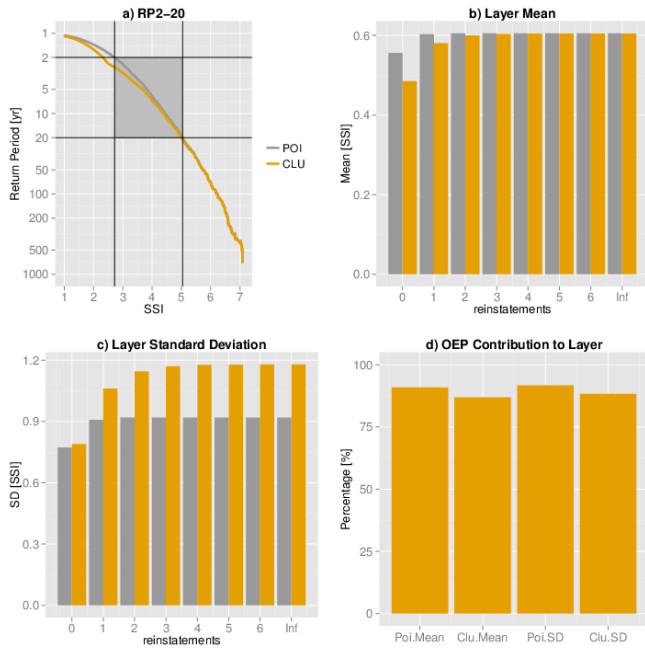 a) RP2−20
Return Period [yr]
1
2
5
10
20
50
100
200
500
1000
1 2 3 4 5 6 7
SSI
POI
CLU
b) Layer Mean
Mean [SSI]
0.6
0.4
0.2
0.0
0 1 2 3 4 5 6 Inf
reinstatements
c) Layer Standard Deviation
SD [SSI]
1.2
0.9
0.6
0.3
0.0
0 1 2 3 4 5 6 Inf
reinstatements
d) OEP Contribution to Layer
Percentage [%]
100
75
50
25
0
Poi.Mean Clu.Mean Poi.SD Clu.SD